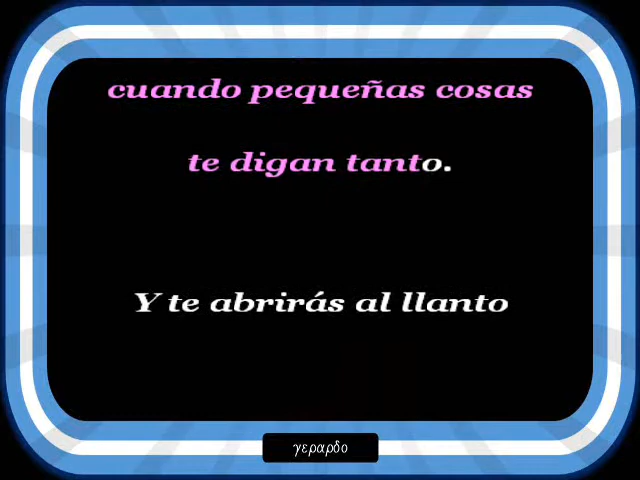 cuando pequeñas cosas
te digan tanto.
Y te abrirás al llanto
γεραρδο